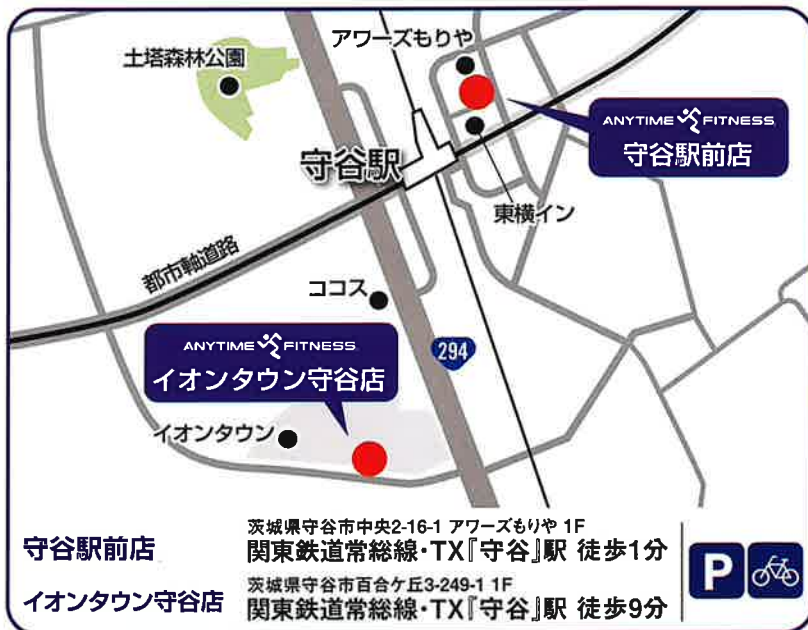 アワーズもりや
土塔森林公園
ANYTIME FITNESS
守谷駅前店
守谷駅
東横イン
都市軸道路
ココス
294
ANYTIME FITNESS
イオンタウン守谷店
イオンタウン
守谷駅前店
茨城県守谷市中央2-16-1 アワーズもりや 1F
関東鉄道常総線・TX『守谷』駅 徒歩1分
イオンタウン守谷店
茨城県守谷市百合ケ丘3-249-1 1F
関東鉄道常総線・TX『守谷』駅 徒歩9分
P